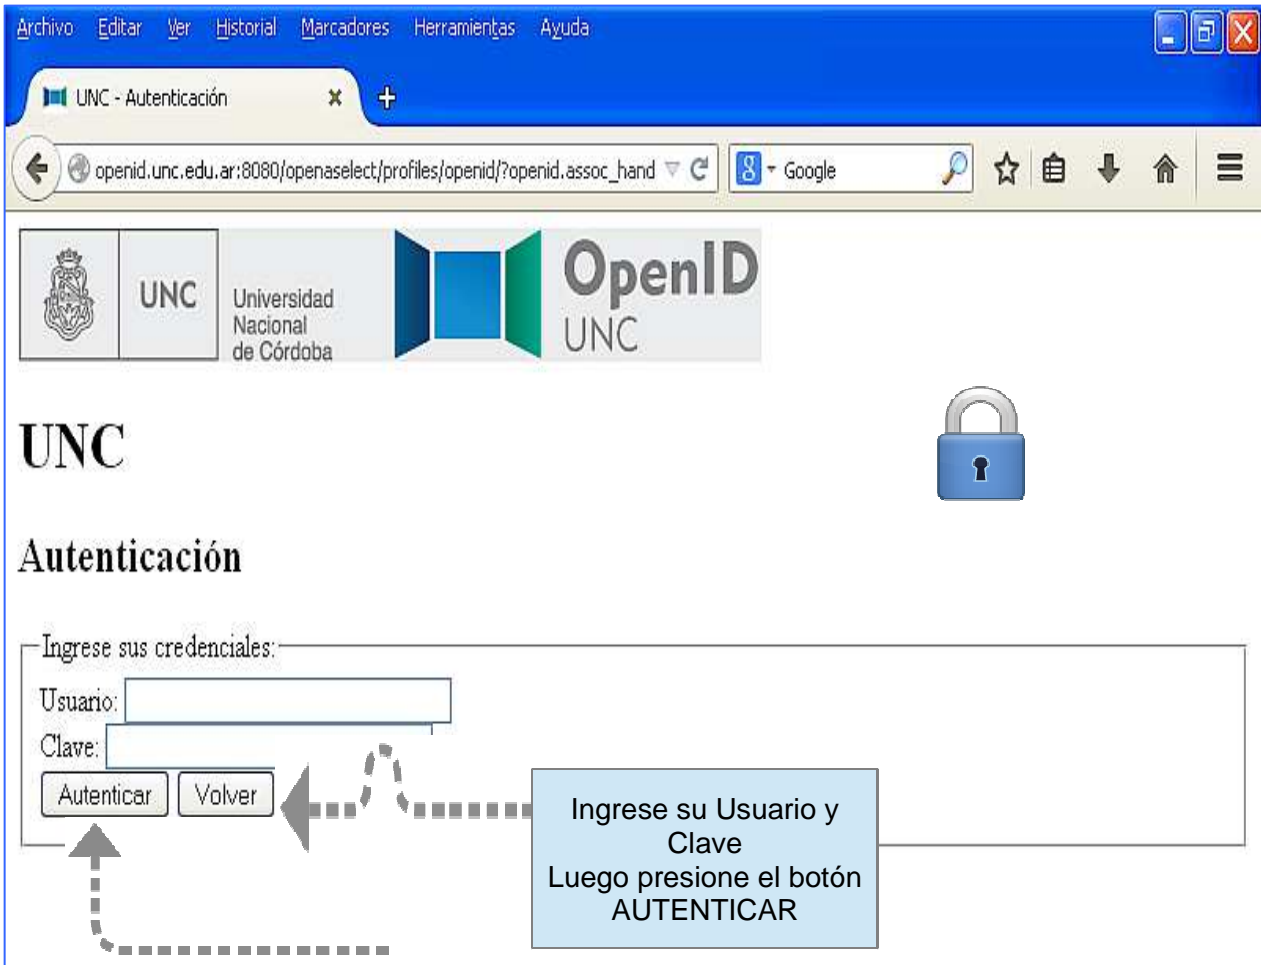 Archivo Editar Ver Historial Marcadores Herramientas Ayuda
UNC - Autenticación
openid.unc.edu.ar:8080/openaselect/profiles/openid/?openid.assoc_hand
8 Google
UNC
Universidad
Nacional
de Córdoba
OpenID
UNC
UNC
Autenticación
Ingrese sus credenciales:
Usuario:
Clave:
Autenticar Volver
Ingrese su Usuario y
Clave
Luego presione el botón
AUTENTICAR